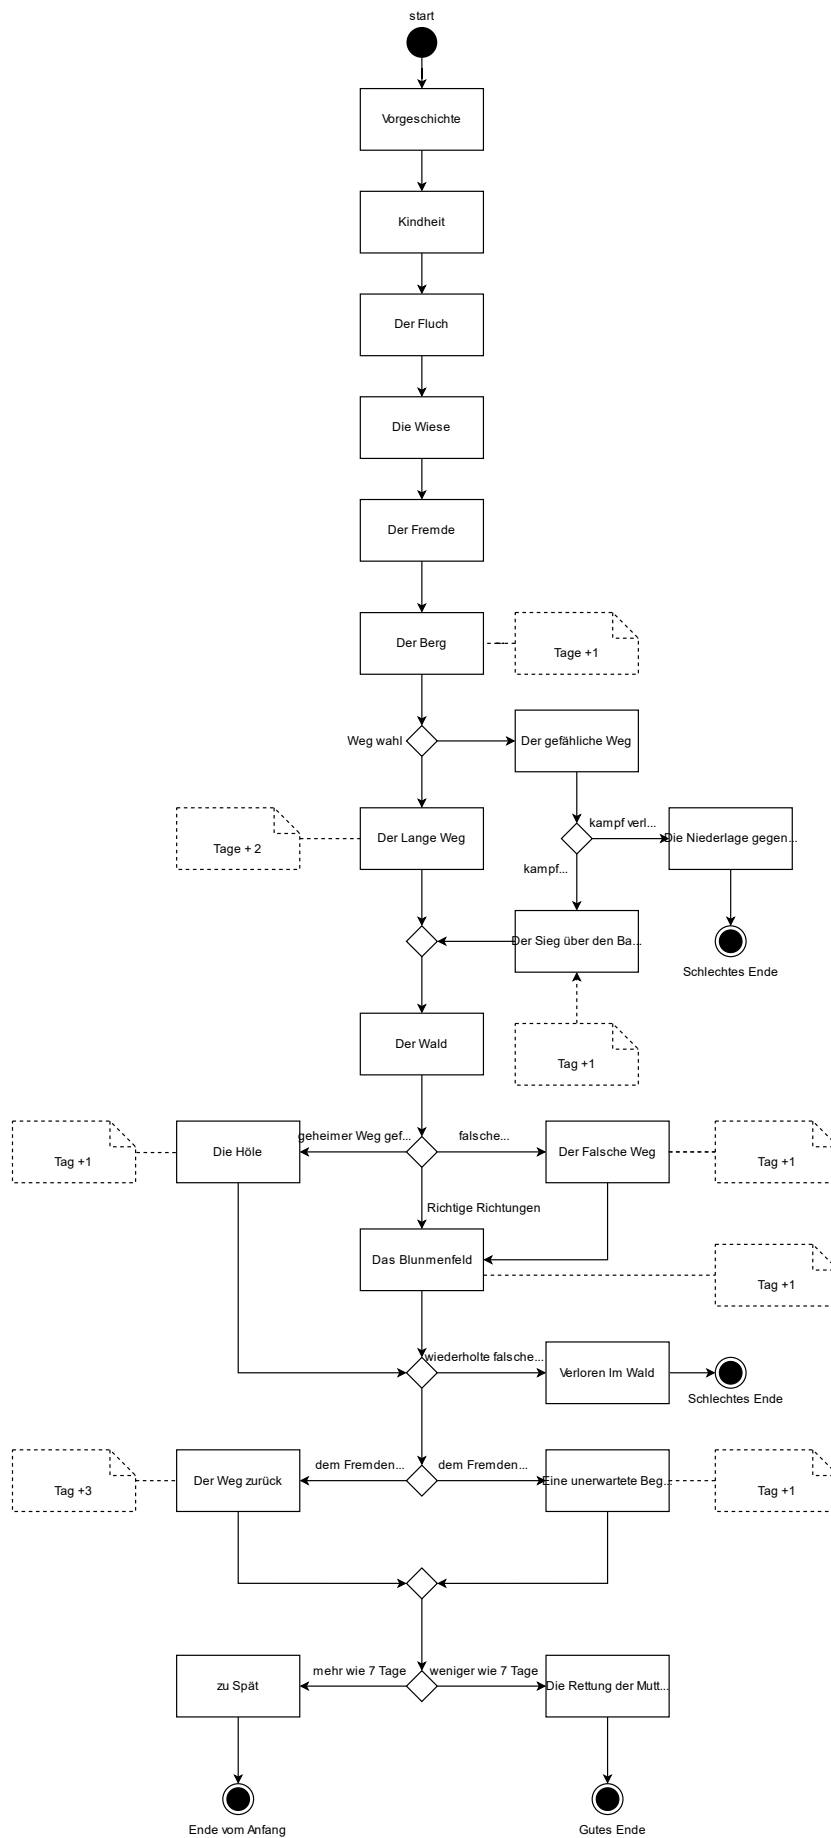 start
Vorgeschichte
Kindheit
Der Fluch
Die Wiese
Der Fremde
Der Berg
Tage +1
Weg wahl
Der gefähliche Weg
Tage + 2
Der Lange Weg
kampf verl...
Die Niederlage gegen...
kampf...
Der Sieg über den Ba...
Schlechtes Ende
Der Wald
Tag +1
Tag +1
Die Höle
geheimer Weg gef...
falsche...
Der Falsche Weg
Tag +1
Richtige Richtungen
Das Blunmenfeld
Tag +1
wiederholte falsche...
Verloren Im Wald
Schlechtes Ende
Tag +3
Der Weg zurück
dem Fremden...
dem Fremden...
Eine unerwartete Beg...
Tag +1
zu Spät
mehr wie 7 Tage
weniger wie 7 Tage
Die Rettung der Mutt...
Ende vom Anfang
Gutes Ende